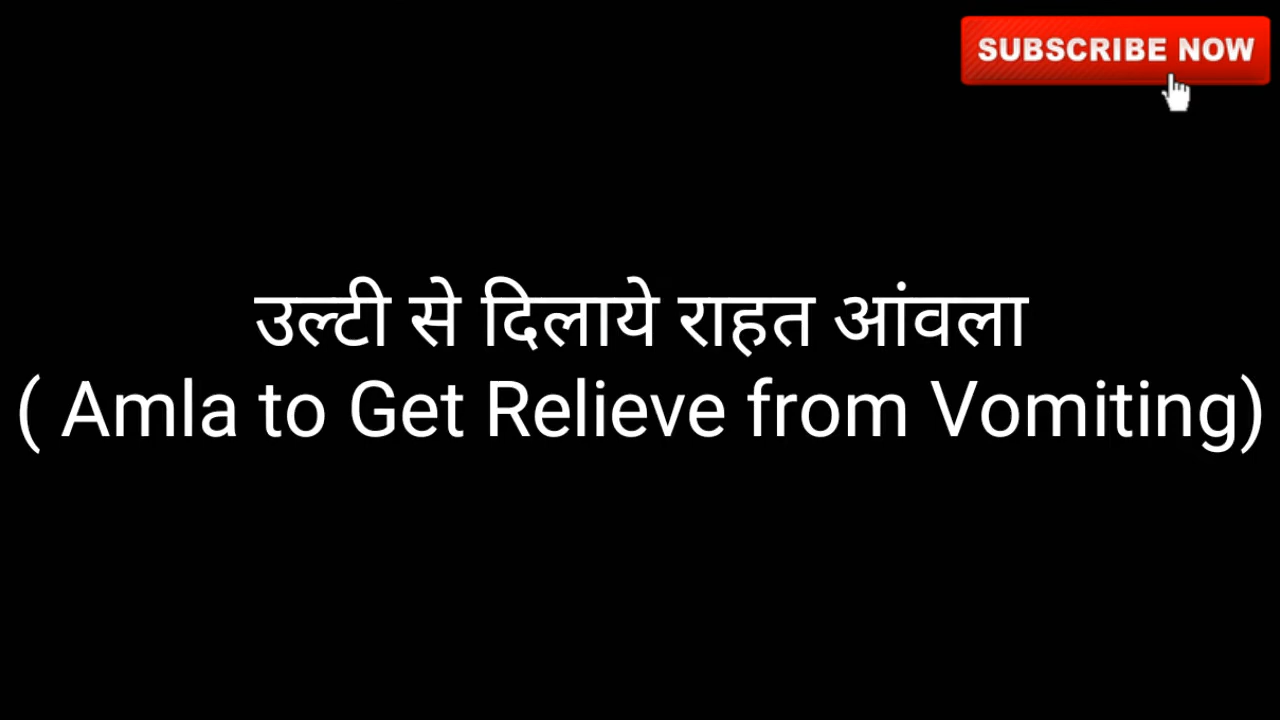 SUBSCRIBE NOW
उल्टी से दिलाये राहत आंवला
( Amla to Get Relieve from Vomiting)